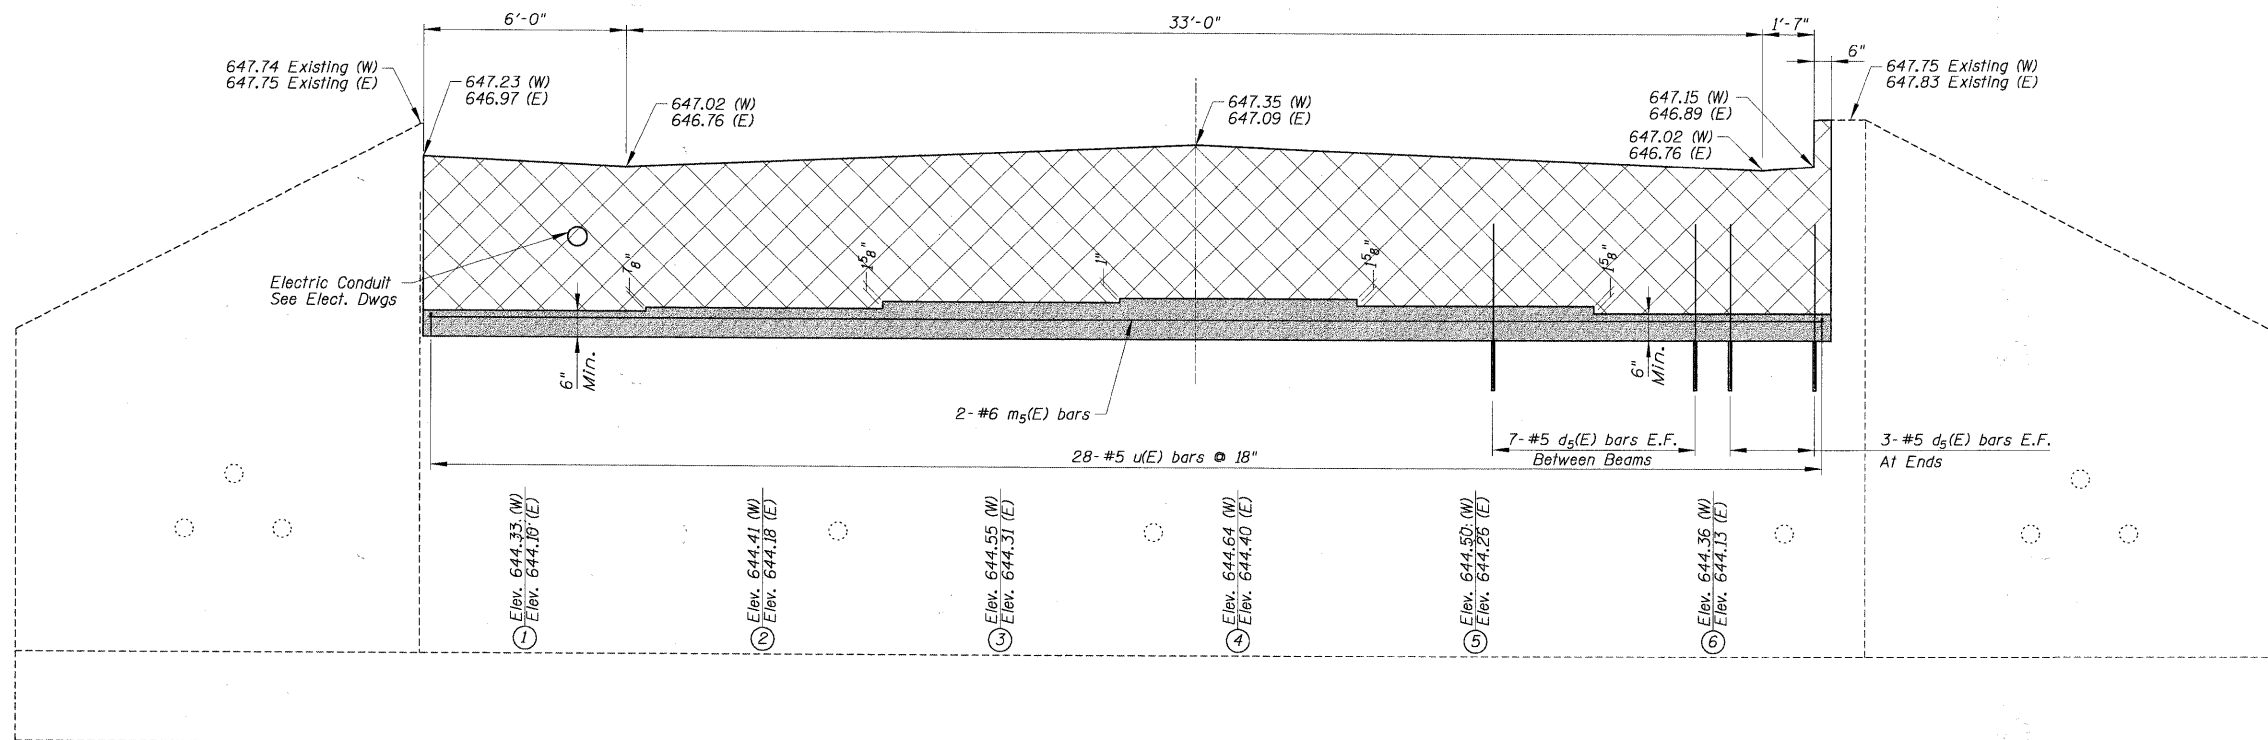 6'-0"
33'-0"
1'-7"
6"
647.74 Existing (W)
647.75 Existing (E)
647.23 (W)
646.97 (E)
647.02 (W)
646.76 (E)
647.35 (W)
647.09 (E)
647.15 (W)
646.89 (E)
647.02 (W)
646.76 (E)
647.75 Existing (W)
647.83 Existing (E)
Electric Conduit
See Elect. Dwgs
7/8"
1 5/8"
1"
1 5/8"
1 5/8"
6"
Min.
6"
Min.
2-#6 m5(E) bars
7-#5 d5(E) bars E.F.
Between Beams
3-#5 d5(E) bars E.F.
At Ends
28-#5 u(E) bars @ 18"
Elev. 644.33 (W)
Elev. 644.10 (E)
1
Elev. 644.41 (W)
Elev. 644.18 (E)
2
Elev. 644.55 (W)
Elev. 644.31 (E)
3
Elev. 644.64 (W)
Elev. 644.40 (E)
4
Elev. 644.50 (W)
Elev. 644.26 (E)
5
Elev. 644.36 (W)
Elev. 644.13 (E)
6